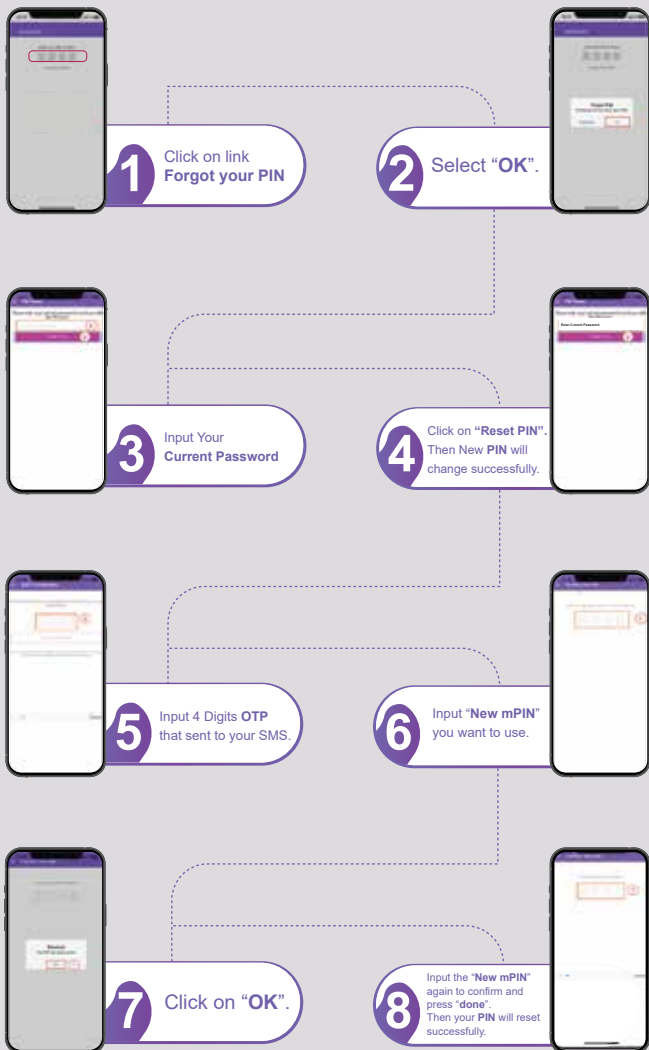 1
Click on link
Forgot your PIN
2
Select “OK”.
3
Input Your
Current Password
Enter Current Password
4
Click on “Reset PIN”.
Then New PIN will
change successfully.
5
Input 4 Digits OTP
that sent to your SMS.
6
Input “New mPIN”
you want to use.
7
Click on “OK”.
8
Input the “New mPIN”
again to confirm and
press “done”.
Then your PIN will reset
successfully.